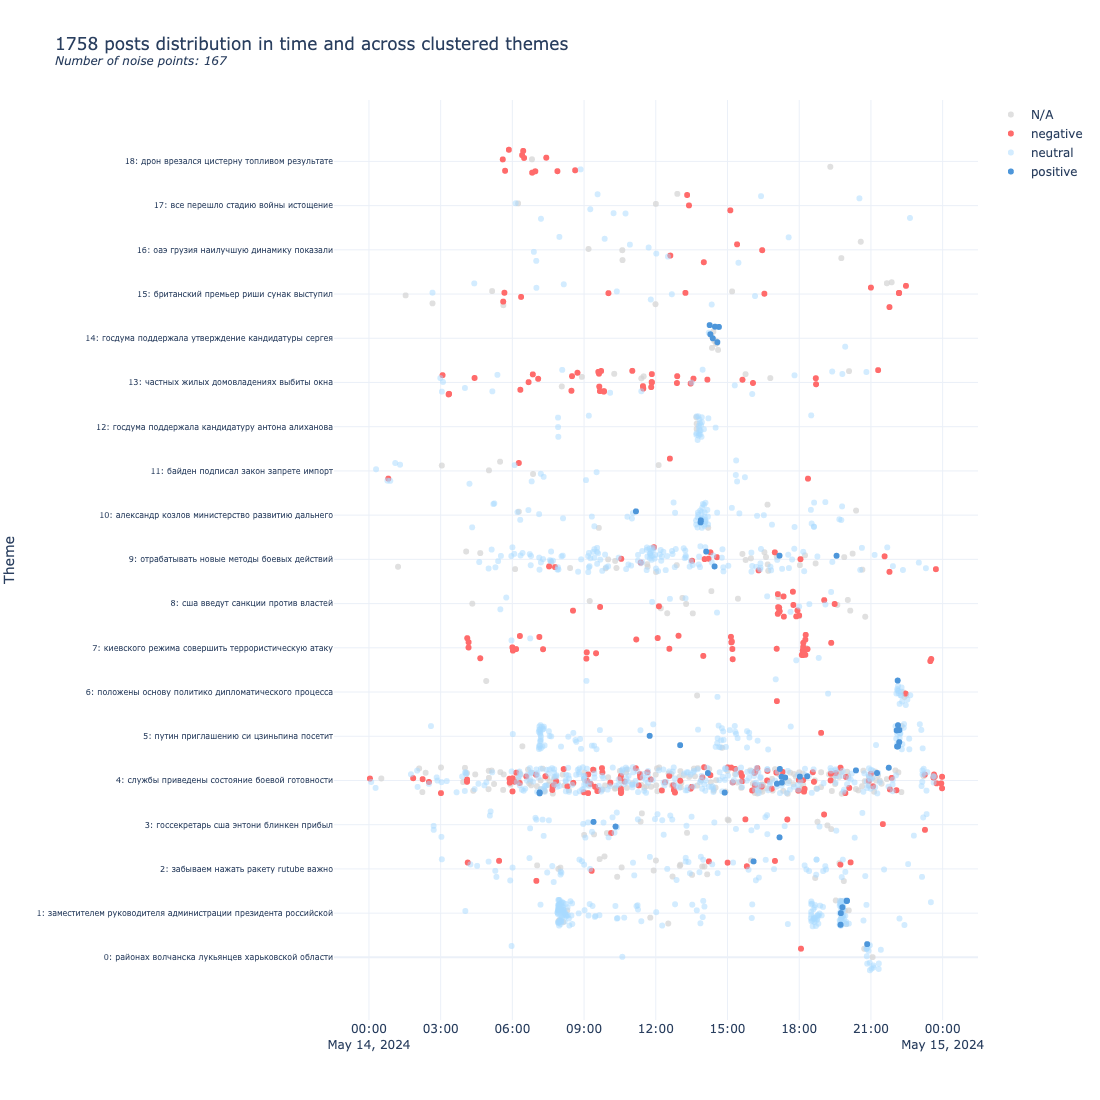 1758 posts distribution in time and across clustered themes
Number of noise points: 167
N/A
negative
neutral
positive
Theme
18: дрон врезался цистерну топливом результате
17: все перешло стадию войны истощение
16: оаэ грузия наилучшую динамику показали
15: британский премьер риши сунак выступил
14: госдума поддержала утверждение кандидатуры сергея
13: частных жилых домовладениях выбиты окна
12: госдума поддержала кандидатуру антона алиханова
11: байден подписал закон запрете импорт
10: александр козлов министерство развитию дальнего
9: отрабатывать новые методы боевых действий
8: сша введут санкции против властей
7: киевского режима совершить террористическую атаку
6: положены основу политико дипломатического процесса
5: путин приглашению си цзиньпина посетит
4: службы приведены состояние боевой готовности
3: госсекретарь сша энтони блинкен прибыл
2: забываем нажать ракету rutube важно
1: заместителем руководителя администрации президента российской
0: районах волчанска лукьянцев харьковской области
00:00 03:00 06:00 09:00 12:00 15:00 18:00 21:00 00:00
May 14, 2024 May 15, 2024